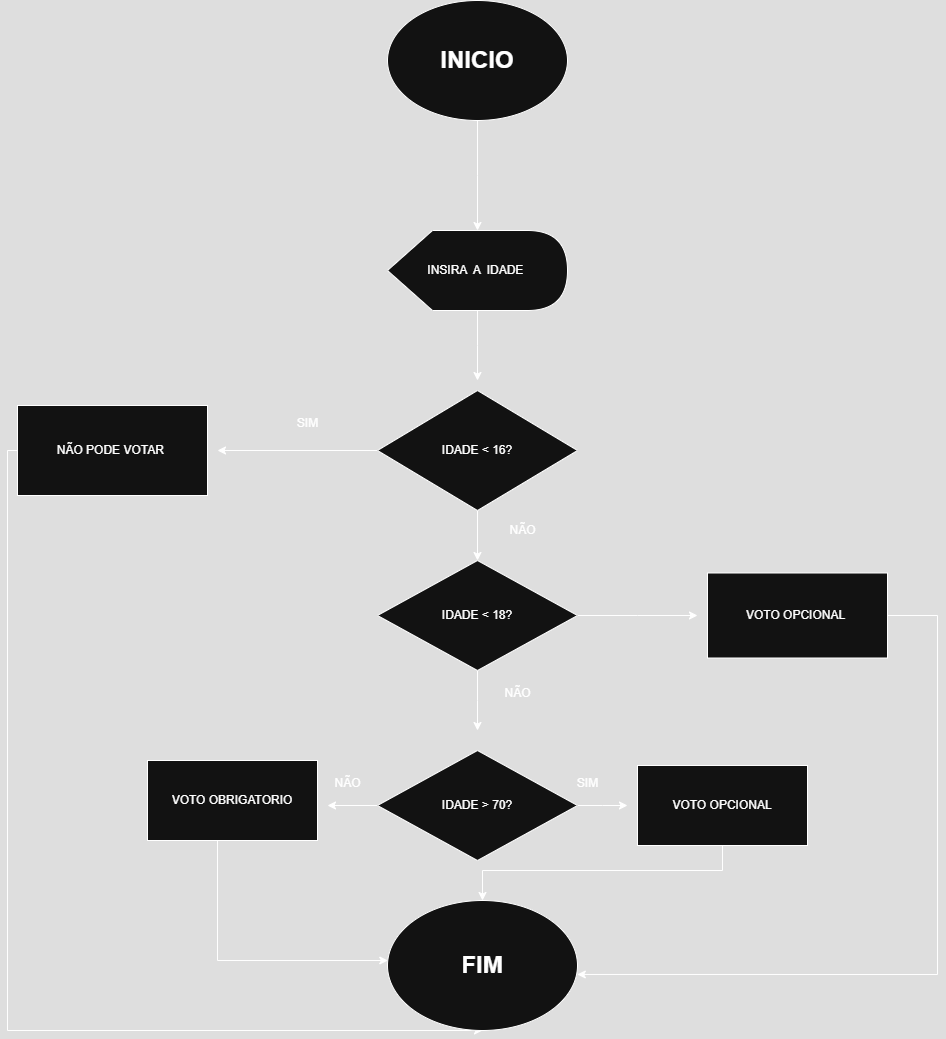 INICIO
INSIRA A IDADE
IDADE < 16?
SIM
NÃO PODE VOTAR
NÃO
IDADE < 18?
VOTO OPCIONAL
NÃO
IDADE > 70?
NÃO
VOTO OBRIGATORIO
SIM
VOTO OPCIONAL
FIM